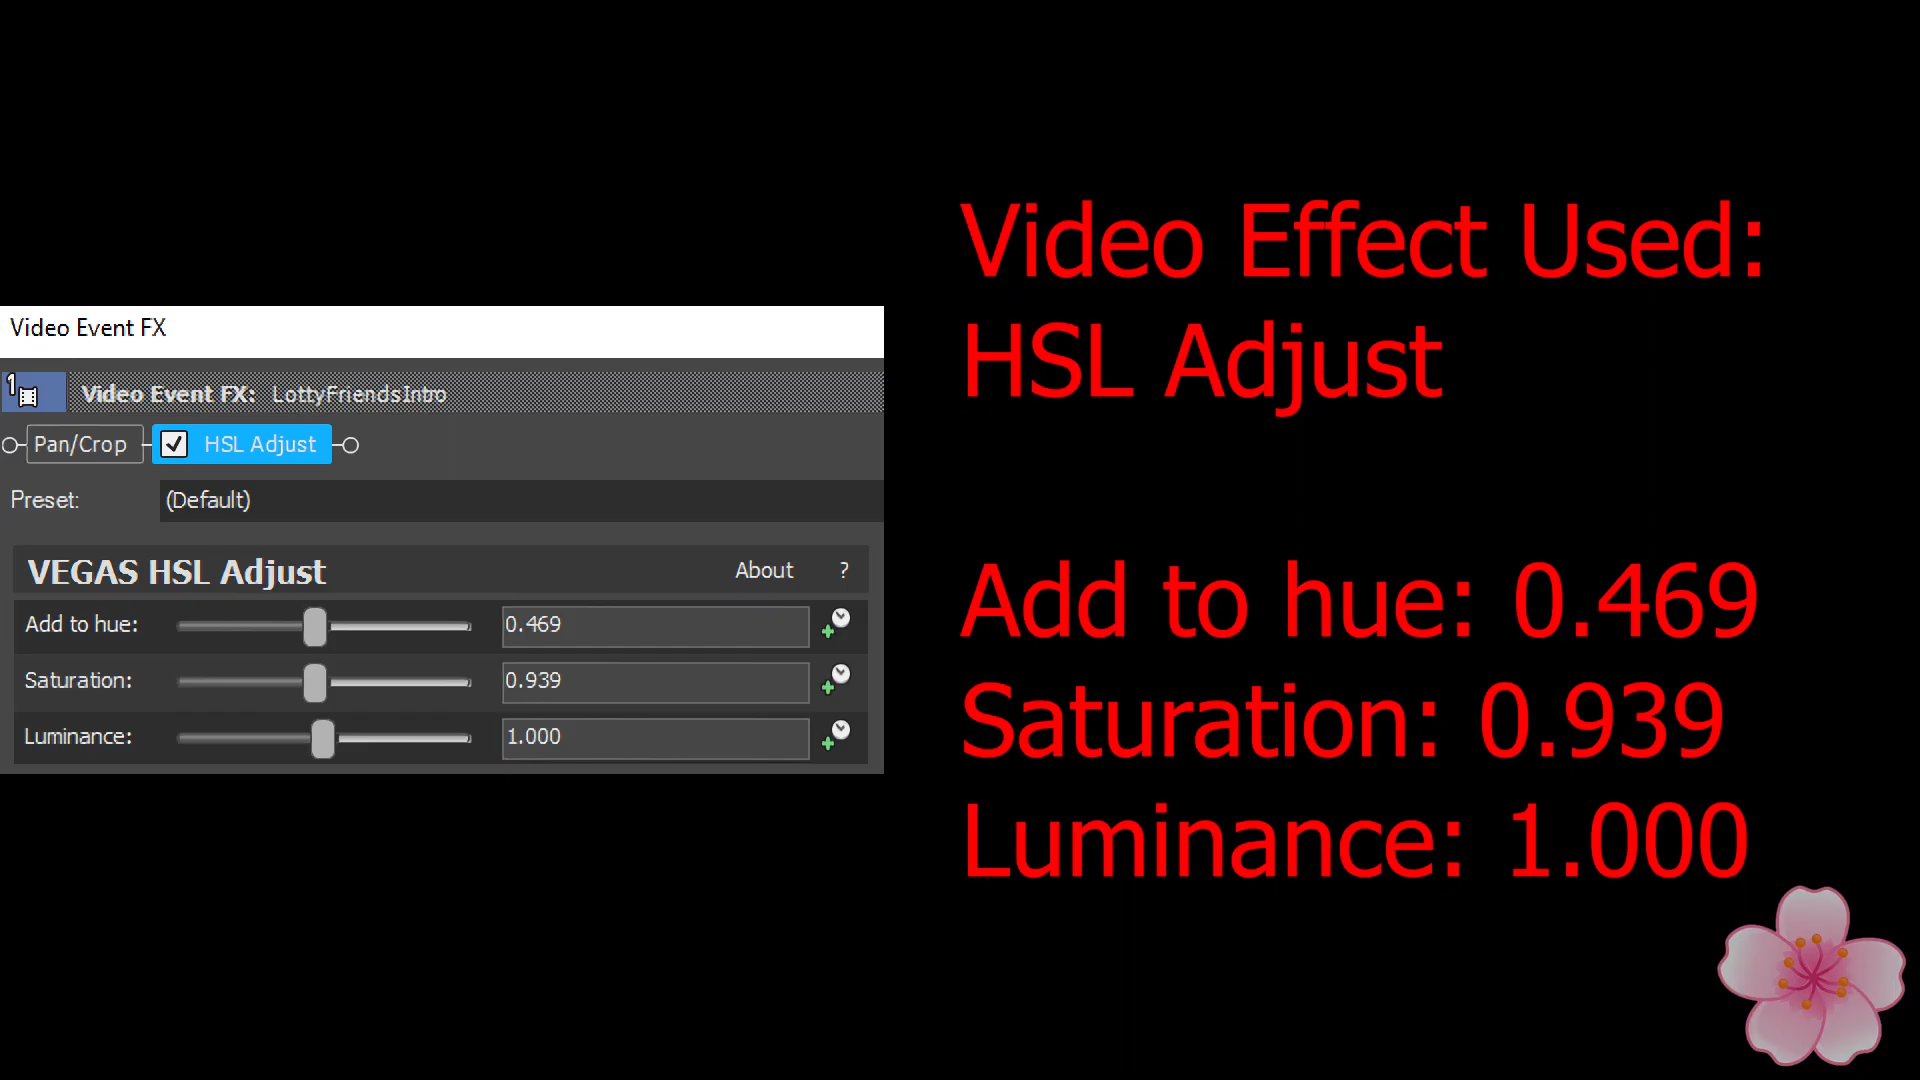 Video Event FX
1
Video Event FX: LottyFriendsIntro
Pan/Crop HSL Adjust
Preset: (Default)
VEGAS HSL Adjust About ?
Add to hue: 0.469
Saturation: 0.939
Luminance: 1.000
Video Effect Used:
HSL Adjust
Add to hue: 0.469
Saturation: 0.939
Luminance: 1.000